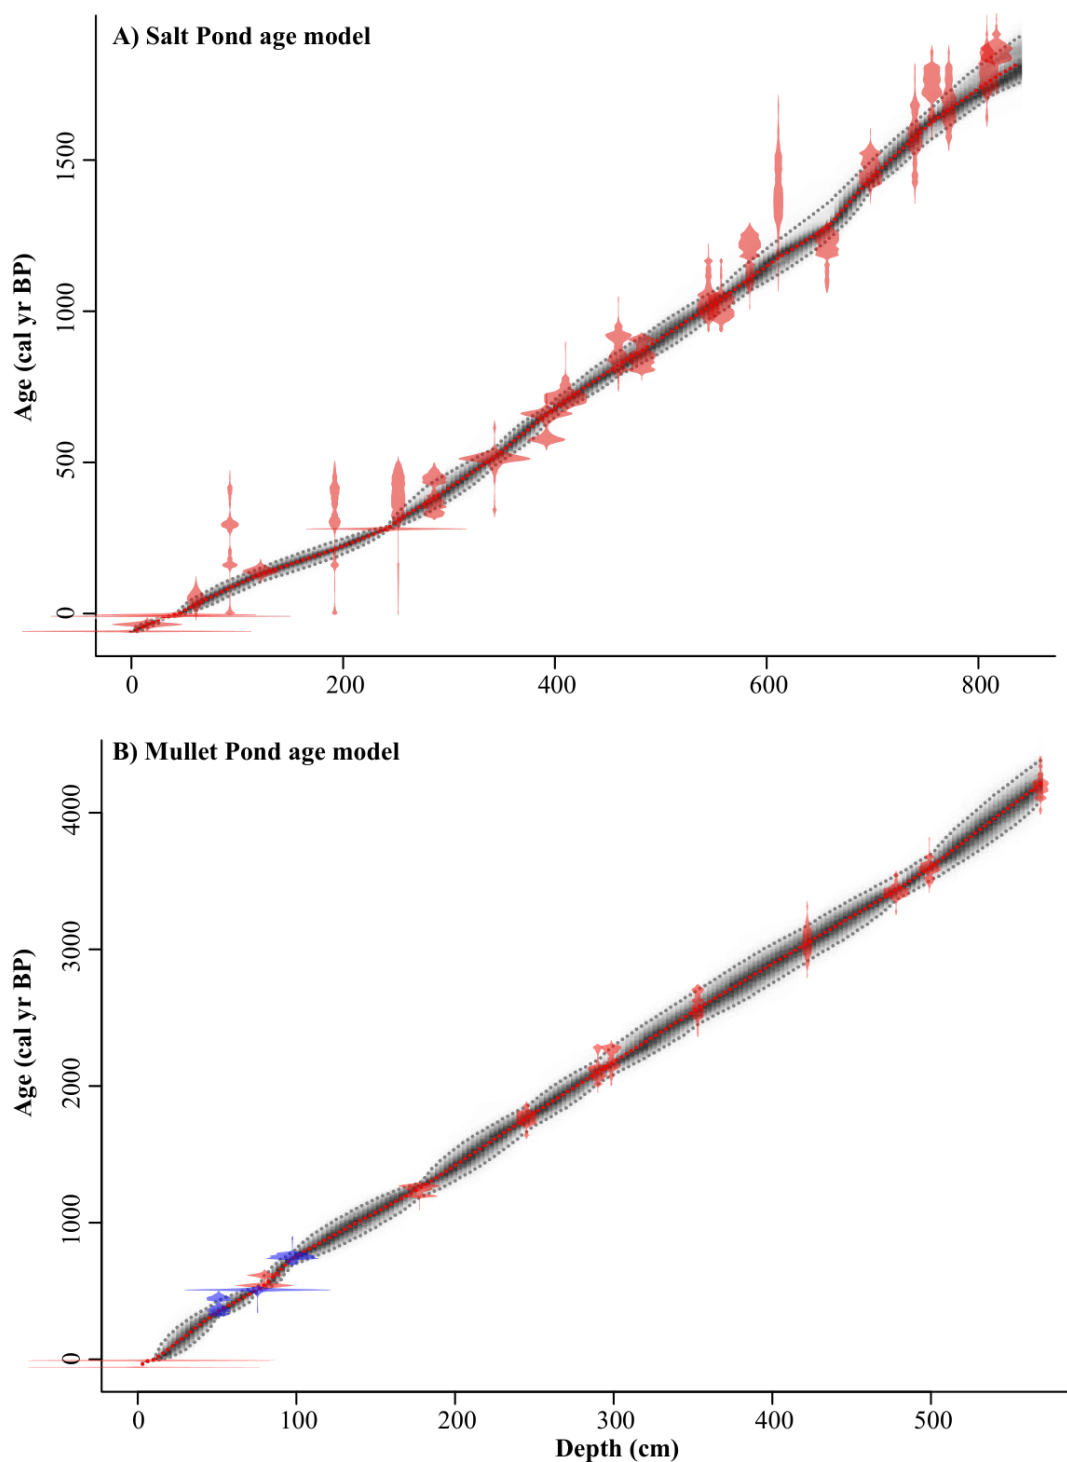 A) Salt Pond age model
Age (cal yr BP)
1500
1000
500
0
0 200 400 600 800
B) Mullet Pond age model
Age (cal yr BP)
4000
3000
2000
1000
0
0 100 200 300 400 500
Depth (cm)